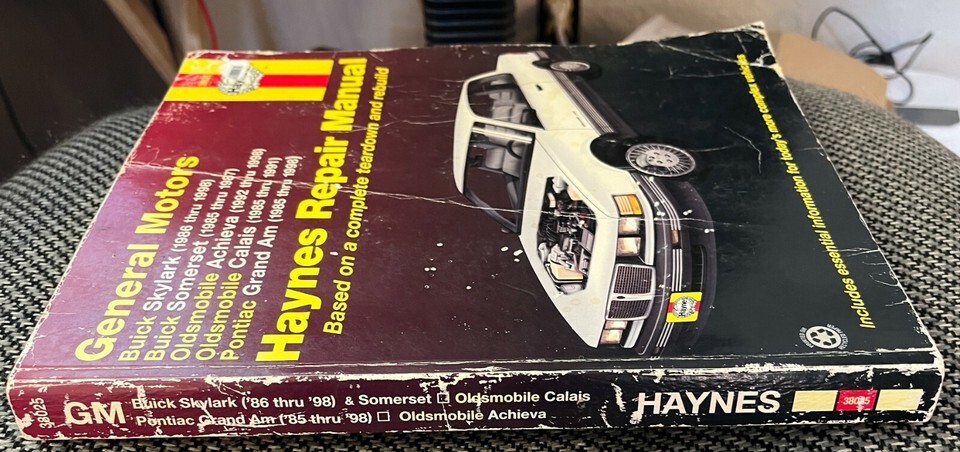 General Motors
Buick Skylark (1986 thru 1998)
Buick Somerset (1985 thru 1987)
Oldsmobile Achieva (1992 thru 1998)
Oldsmobile Calais (1985 thru 1991)
Pontiac Grand Am (1985 thru 1998)
Haynes Repair Manual
Based on a complete teardown and rebuild
Includes essential information for today's more complex vehicles
38025
GM
Buick Skylark ('86 thru '98) & Somerset □ Oldsmobile Calais
Pontiac Grand Am ('85 thru '98) □ Oldsmobile Achieva
HAYNES
38025